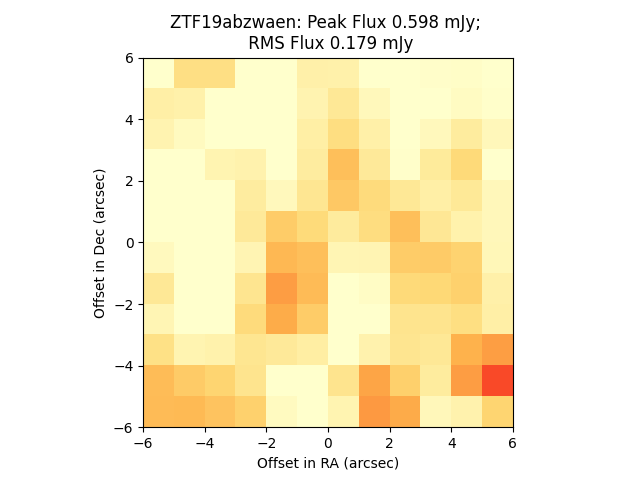 ZTF19abzwaen: Peak Flux 0.598 mJy;
RMS Flux 0.179 mJy
6
4
2
0
−2
−4
−6
Offset in Dec (arcsec)
−6 −4 −2 0 2 4 6
Offset in RA (arcsec)